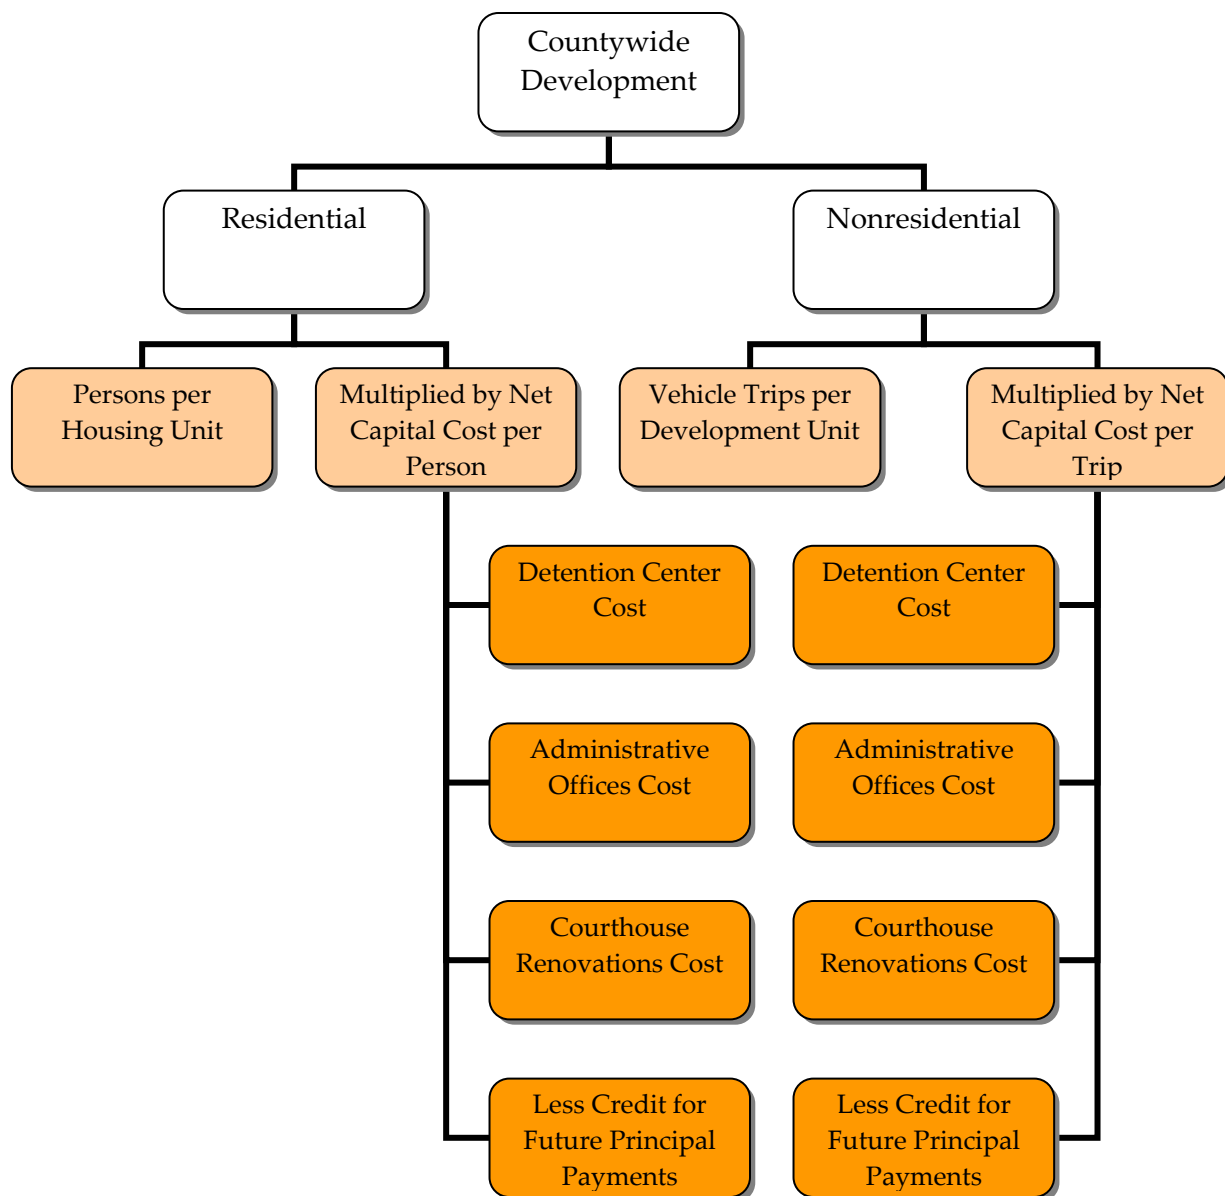 Countywide
Development
Residential
Nonresidential
Persons per
Housing Unit
Multiplied by Net
Capital Cost per
Person
Vehicle Trips per
Development Unit
Multiplied by Net
Capital Cost per
Trip
Detention Center
Cost
Detention Center
Cost
Administrative
Offices Cost
Administrative
Offices Cost
Courthouse
Renovations Cost
Courthouse
Renovations Cost
Less Credit for
Future Principal
Payments
Less Credit for
Future Principal
Payments